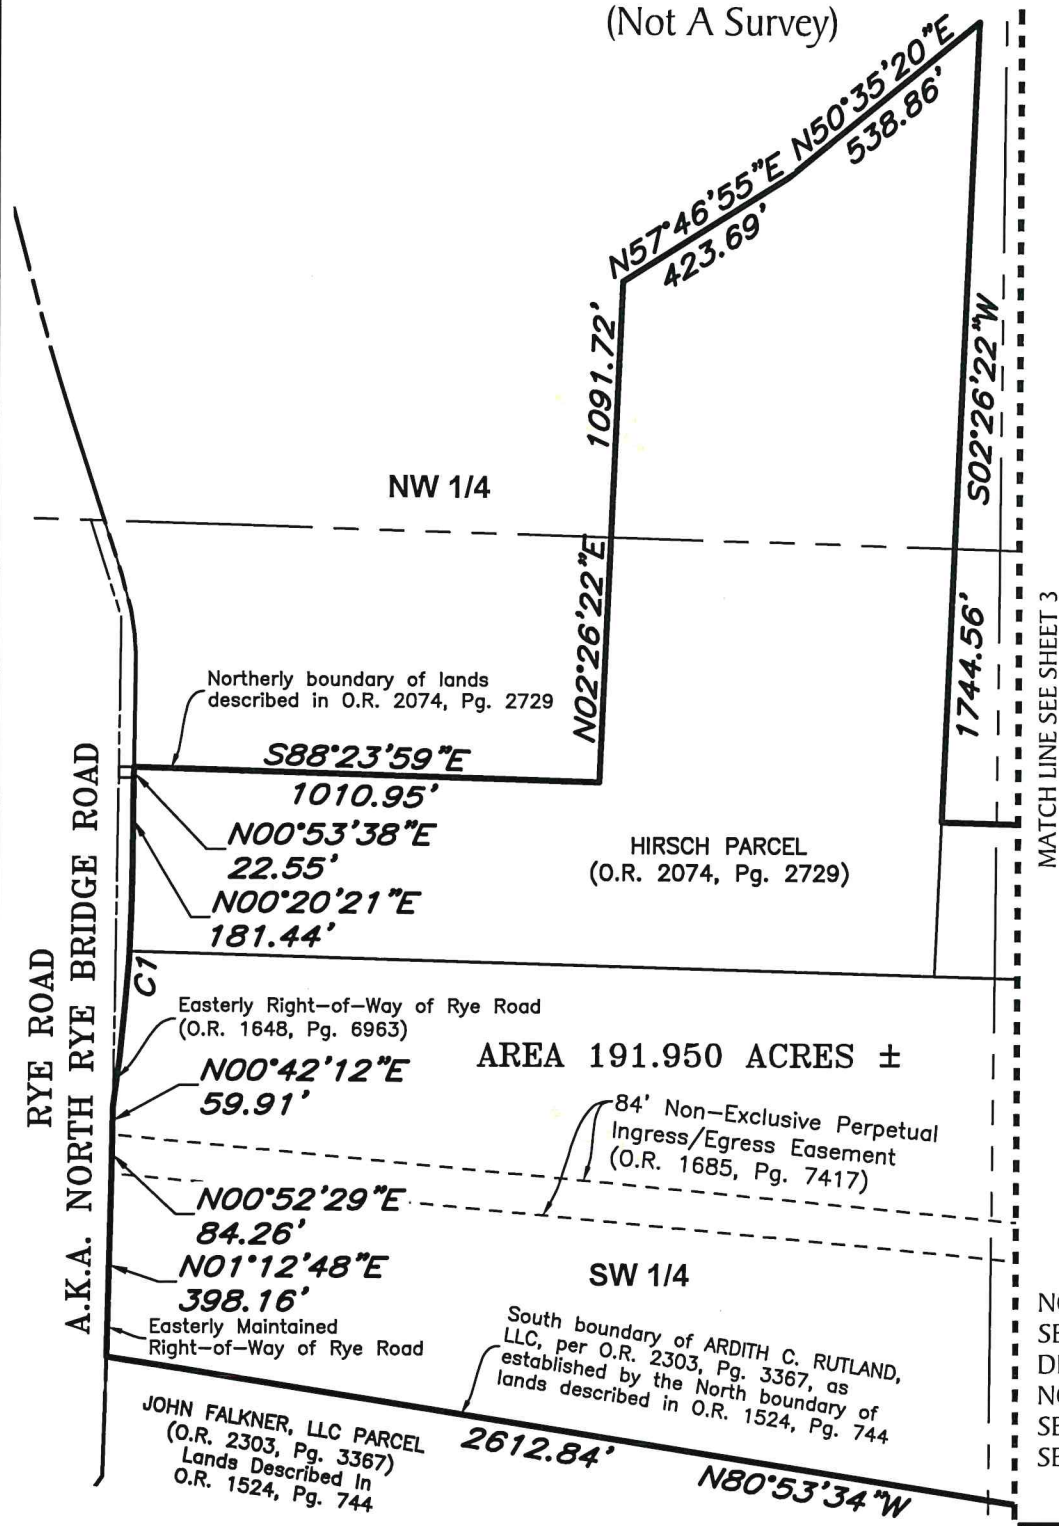 (Not A Survey)
N50°35'20"E
538.86'
N57°46'55"E
423.69'
1091.72'
N02°26'22"E
S02°26'22"W
1744.56'
NW 1/4
MATCH LINE SEE SHEET 3
Northerly boundary of lands
described in O.R. 2074, Pg. 2729
S88°23'59"E
1010.95'
N00°53'38"E
22.55'
N00°20'21"E
181.44'
HIRSCH PARCEL
(O.R. 2074, Pg. 2729)
RYE ROAD
A.K.A. NORTH RYE BRIDGE ROAD
C1
Easterly Right-of-Way of Rye Road
(O.R. 1648, Pg. 6963)
N00°42'12"E
59.91'
AREA 191.950 ACRES ±
84' Non-Exclusive Perpetual
Ingress/Egress Easement
(O.R. 1685, Pg. 7417)
N00°52'29"E
84.26'
N01°12'48"E
398.16'
SW 1/4
Easterly Maintained
Right-of-Way of Rye Road
South boundary of ARDITH C. RUTLAND,
LLC, per O.R. 2303, Pg. 3367, as
established by the North boundary of
lands described in O.R. 1524, Pg. 744
JOHN FALKNER, LLC PARCEL
(O.R. 2303, Pg. 3367)
Lands Described In
O.R. 1524, Pg. 744
2612.84'
N80°53'34"W